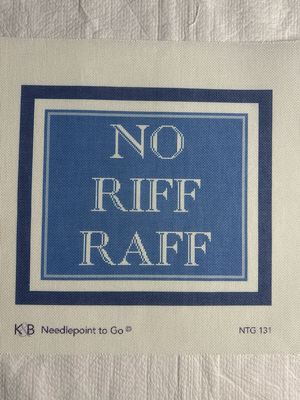 NO
RIFF
RAFF
K&B Needlepoint to Go © NTG 131